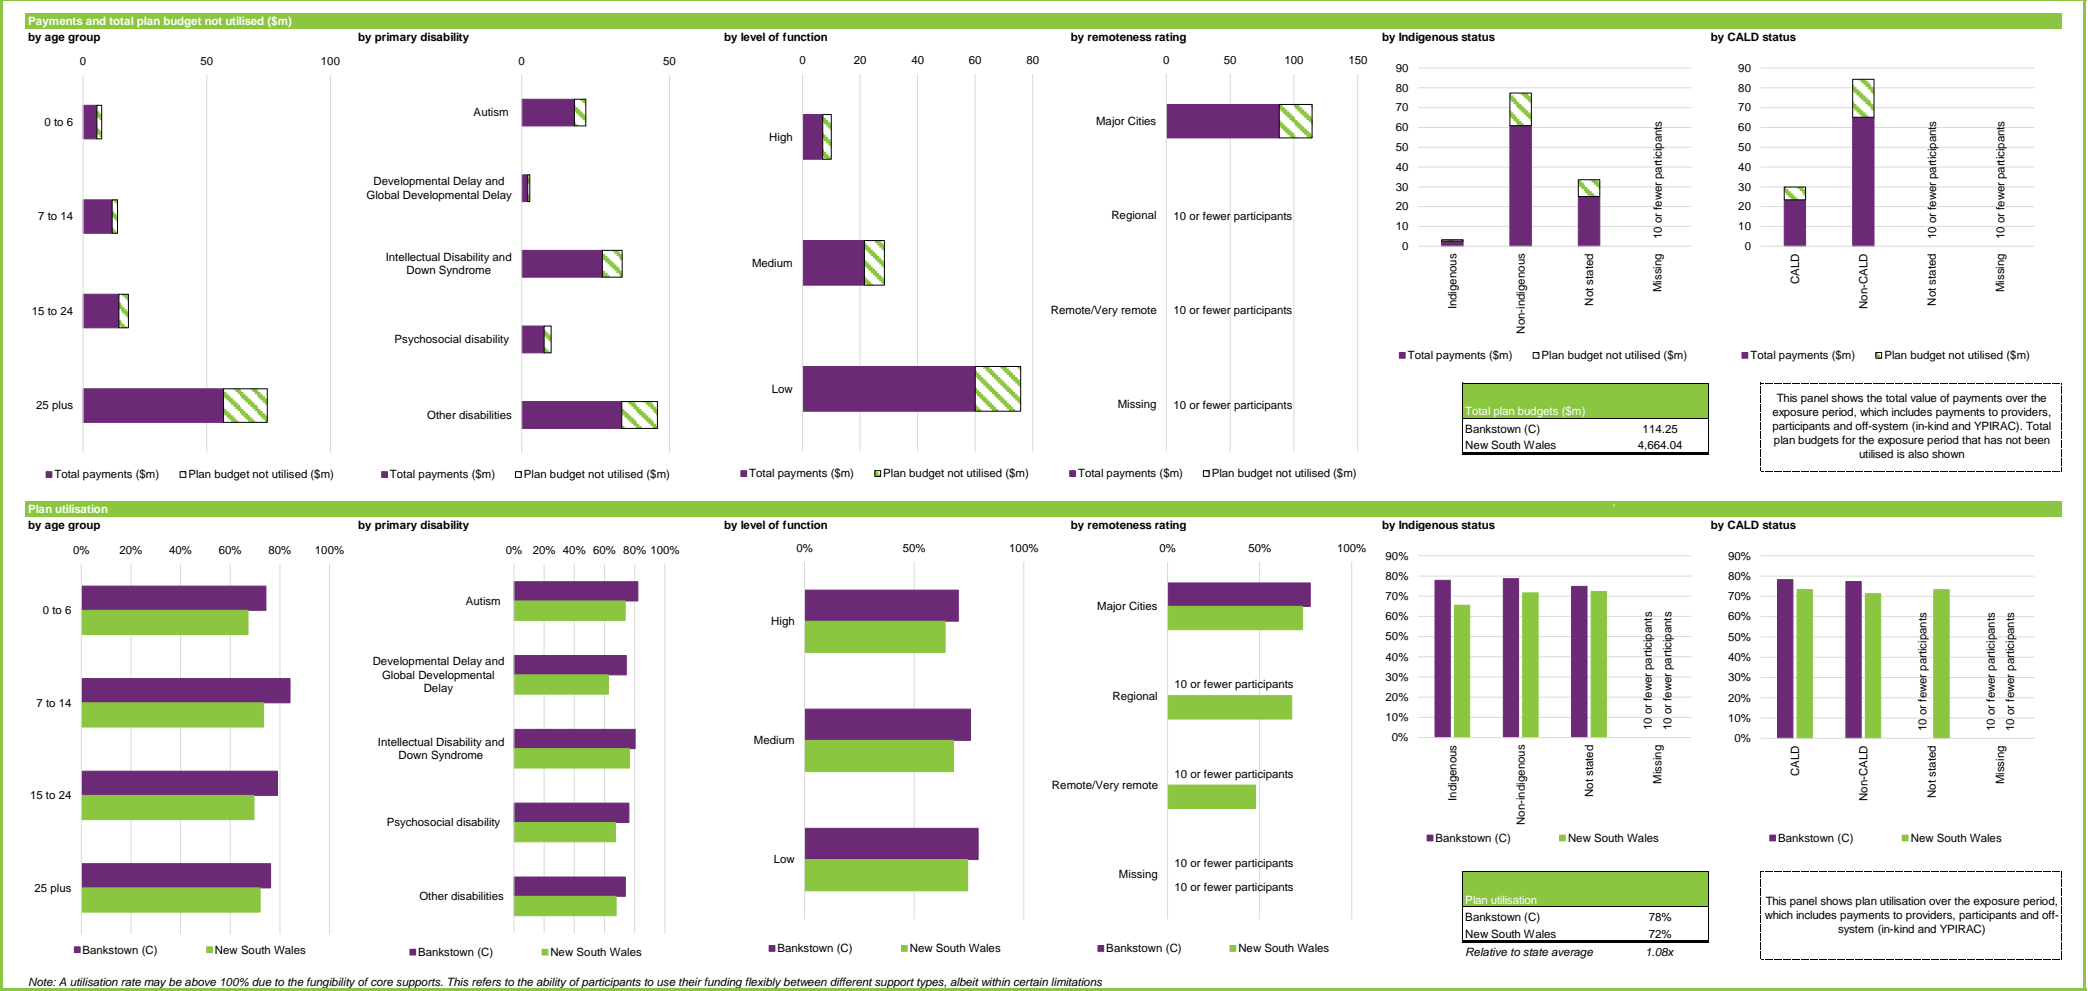 Payments and total plan budget not utilised ($m)
by age group
0 50 100
0 to 6
7 to 14
15 to 24
25 plus
Total payments ($m) Plan budget not utilised ($m)
by primary disability
0 50
Autism
Developmental Delay and
Global Developmental Delay
Intellectual Disability and
Down Syndrome
Psychosocial disability
Other disabilities
Total payments ($m) Plan budget not utilised ($m)
by level of function
0 20 40 60 80
High
Medium
Low
Total payments ($m) Plan budget not utilised ($m)
by remoteness rating
0 50 100 150
Major Cities
Regional 10 or fewer participants
Remote/Very remote 10 or fewer participants
Missing 10 or fewer participants
Total payments ($m) Plan budget not utilised ($m)
by Indigenous status
90
80
70
60
50
40
30
20
10
0
10 or fewer participants
Indigenous
Non-indigenous
Not stated
Missing
Total payments ($m) Plan budget not utilised ($m)
by CALD status
90
80
70
60
50
40
30
20
10
0
10 or fewer participants
10 or fewer participants
CALD
Non-CALD
Not stated
Missing
Total payments ($m) Plan budget not utilised ($m)
Total plan budgets ($m)
Bankstown (C) 114.25
New South Wales 4,664.04
This panel shows the total value of payments over the
exposure period, which includes payments to providers,
participants and off-system (in-kind and YPIRAC). Total
plan budgets for the exposure period that has not been
utilised is also shown
Plan utilisation
by age group
0% 20% 40% 60% 80% 100%
0 to 6
7 to 14
15 to 24
25 plus
Bankstown (C) New South Wales
by primary disability
0% 20% 40% 60% 80% 100%
Autism
Developmental Delay and
Global Developmental
Delay
Intellectual Disability and
Down Syndrome
Psychosocial disability
Other disabilities
Bankstown (C) New South Wales
by level of function
0% 50% 100%
High
Medium
Low
Bankstown (C) New South Wales
by remoteness rating
0% 50% 100%
Major Cities
Regional
10 or fewer participants
Remote/Very remote
10 or fewer participants
Missing
10 or fewer participants
10 or fewer participants
Bankstown (C) New South Wales
by Indigenous status
90%
80%
70%
60%
50%
40%
30%
20%
10%
0%
10 or fewer participants
10 or fewer participants
Indigenous
Non-indigenous
Not stated
Missing
Bankstown (C) New South Wales
by CALD status
90%
80%
70%
60%
50%
40%
30%
20%
10%
0%
10 or fewer participants
10 or fewer participants
10 or fewer participants
CALD
Non-CALD
Not stated
Missing
Bankstown (C) New South Wales
Plan utilisation
Bankstown (C) 78%
New South Wales 72%
Relative to state average 1.08x
This panel shows plan utilisation over the exposure period,
which includes payments to providers, participants and off-
system (in-kind and YPIRAC)
Note: A utilisation rate may be above 100% due to the fungibility of core supports. This refers to the ability of participants to use their funding flexibly between different support types, albeit within certain limitations